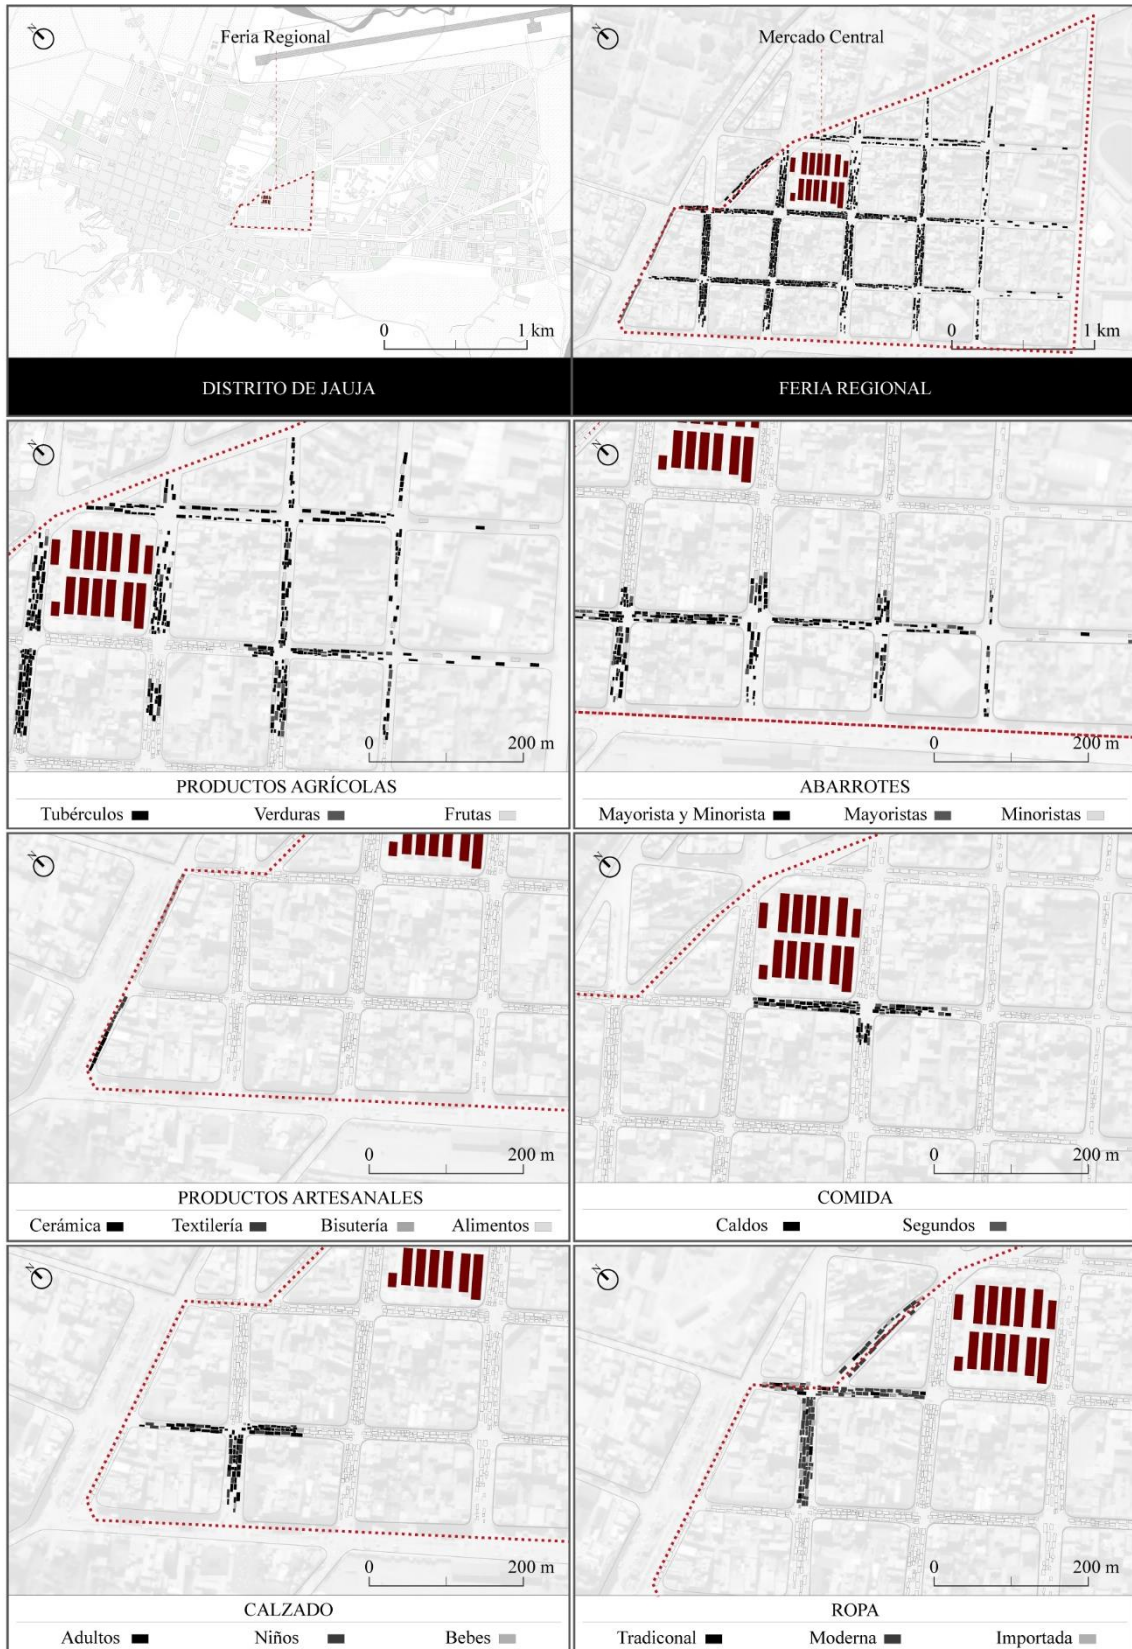 N
Feria Regional
0 1 km
DISTRITO DE JAUJA
N
Mercado Central
0 1 km
FERIA REGIONAL
N
0 200 m
PRODUCTOS AGRÍCOLAS
Tubérculos Verduras Frutas
N
0 200 m
ABARROTES
Mayorista y Minorista Mayoristas Minoristas
N
0 200 m
PRODUCTOS ARTESANALES
Cerámica Textilería Bisutería Alimentos
N
0 200 m
COMIDA
Caldos Segundos
N
0 200 m
CALZADO
Adultos Niños Bebes
N
0 200 m
ROPA
Tradiconal Moderna Importada